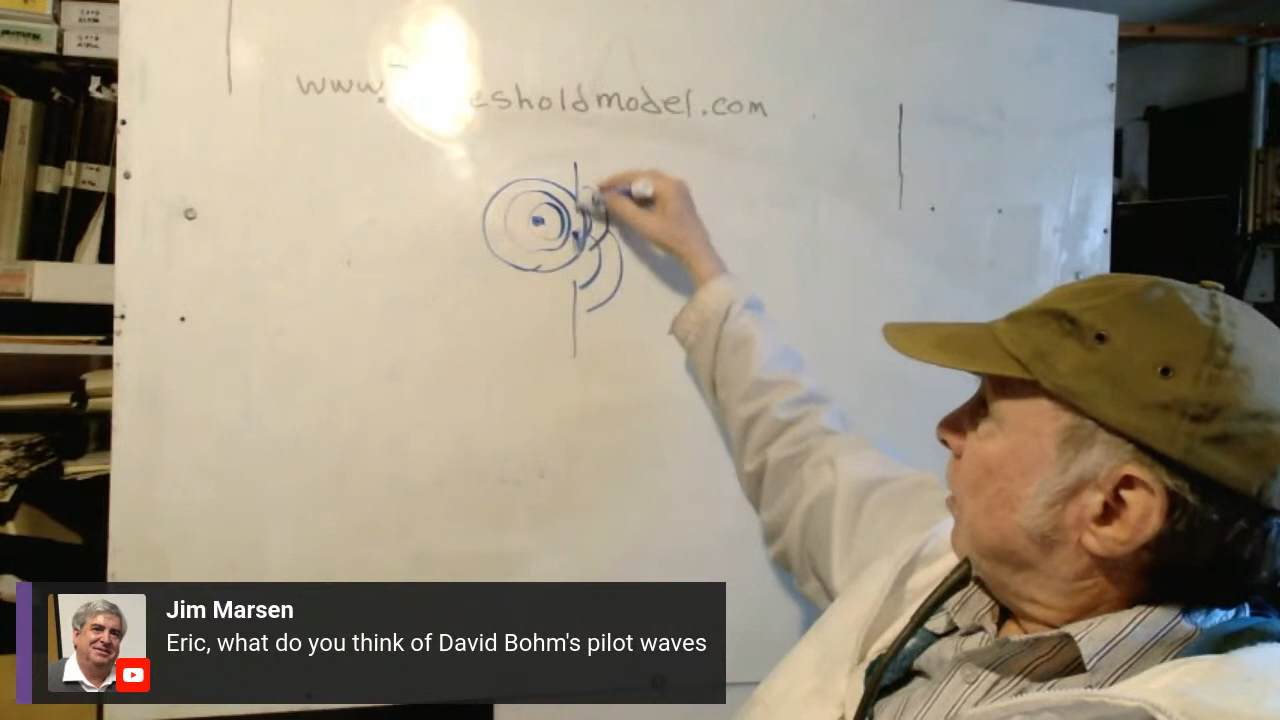 www.
esholdmodel.com
Jim Marsen
Eric, what do you think of David Bohm's pilot waves